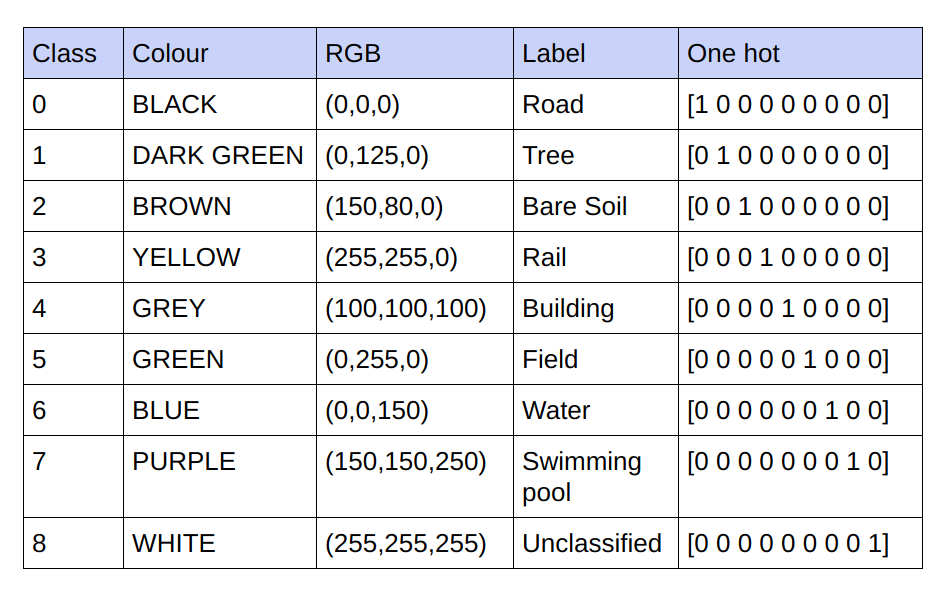 Class Colour RGB Label One hot
0 BLACK (0,0,0) Road [1 0 0 0 0 0 0 0 0]
1 DARK GREEN (0,125,0) Tree [0 1 0 0 0 0 0 0 0]
2 BROWN (150,80,0) Bare Soil [0 0 1 0 0 0 0 0 0]
3 YELLOW (255,255,0) Rail [0 0 0 1 0 0 0 0 0]
4 GREY (100,100,100) Building [0 0 0 0 1 0 0 0 0]
5 GREEN (0,255,0) Field [0 0 0 0 0 1 0 0 0]
6 BLUE (0,0,150) Water [0 0 0 0 0 0 1 0 0]
7 PURPLE (150,150,250) Swimming [0 0 0 0 0 0 0 1 0]
pool
8 WHITE (255,255,255) Unclassified [0 0 0 0 0 0 0 0 1]